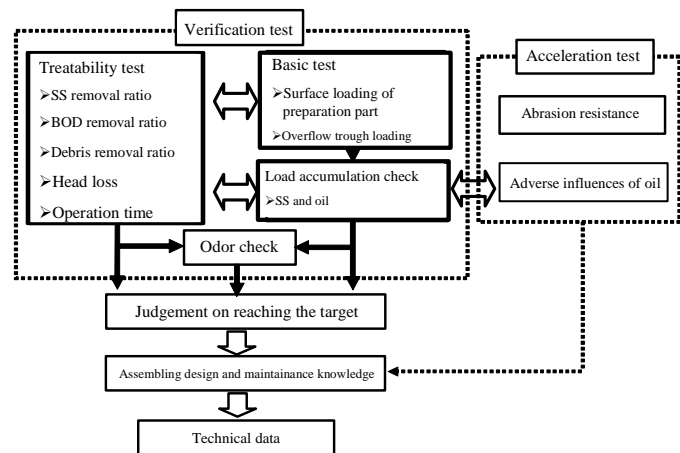 Verification test
Treatability test
➢SS removal ratio
➢BOD removal ratio
➢Debris removal ratio
➢Head loss
➢Operation time
Basic test
➢Surface loading of
preparation part
➢Overflow trough loading
Load accumulation check
➢SS and oil
Odor check
Acceleration test
Abrasion resistance
Adverse influences of oil
Judgement on reaching the target
Assembling design and maintainance knowledge
Technical data